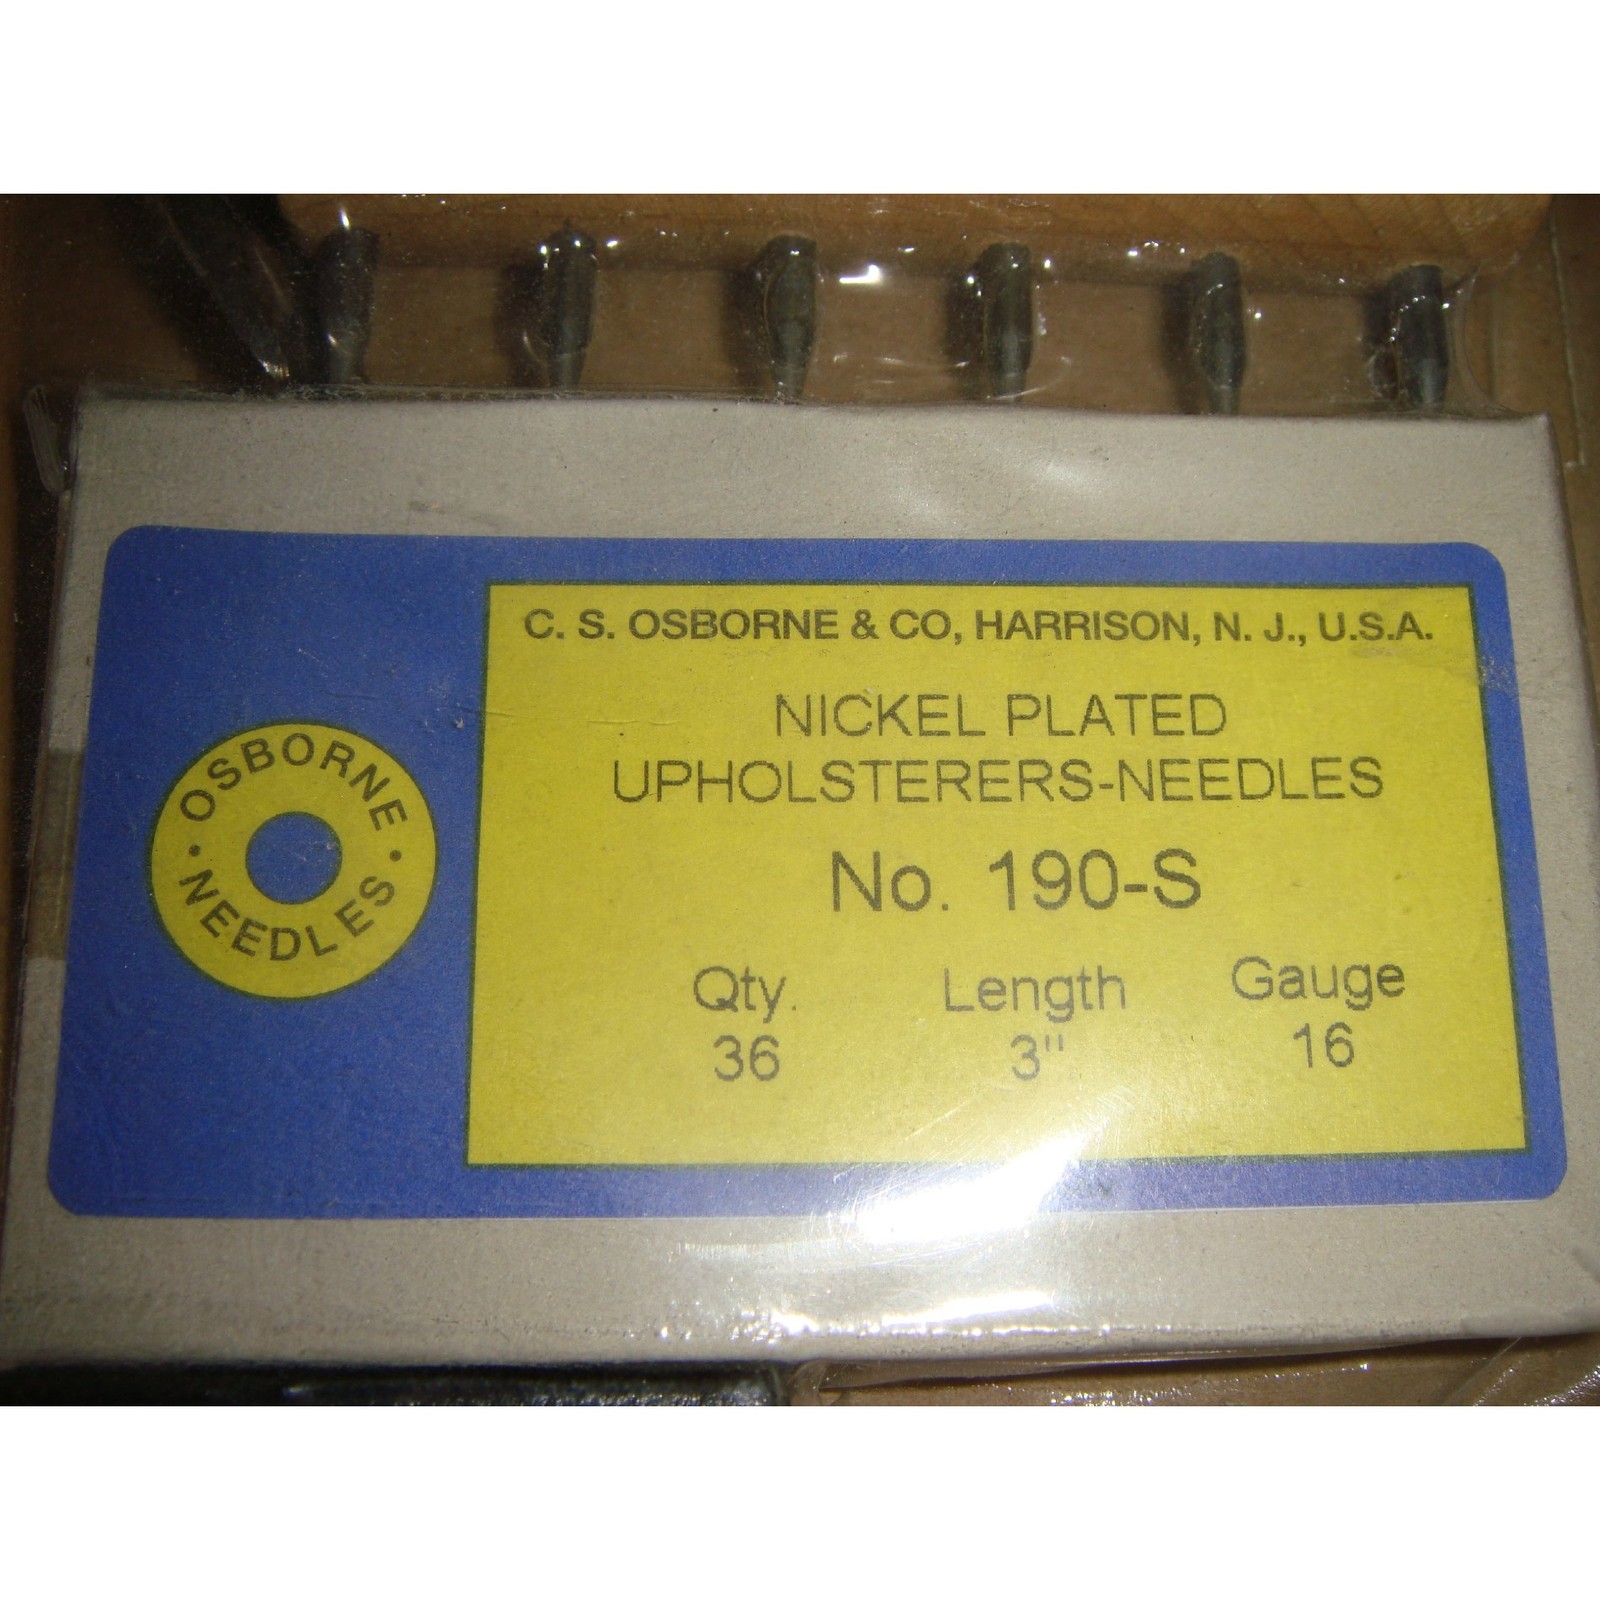 C. S. OSBORNE & CO, HARRISON, N. J., U.S.A.
NICKEL PLATED
UPHOLSTERERS-NEEDLES
No. 190-S
Qty. Length Gauge
36 3" 16
OSBORNE
• NEEDLES •